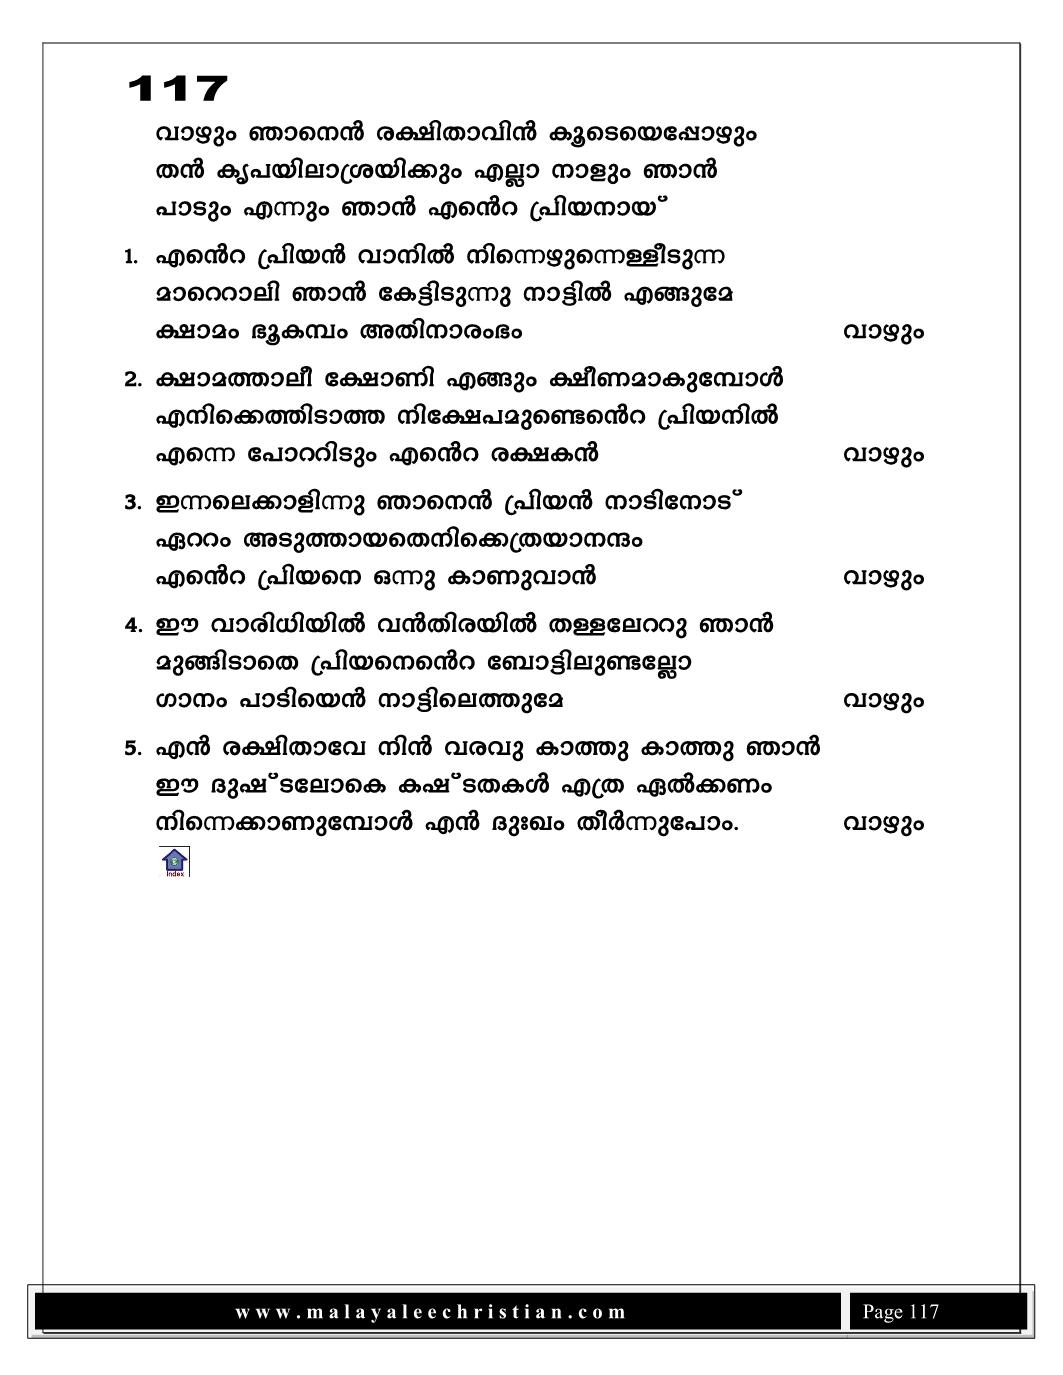 117
വാഴും ഞാനെൻ രക്ഷിതാവിൻ കൂടെയെപ്പോഴും
തൻ കൃപയിലാശ്രയിക്കും എല്ലാ നാളും ഞാൻ
പാടും എന്നും ഞാൻ എൻെറ പ്രിയനായ്
1. എൻെറ പ്രിയൻ വാനിൽ നിന്നെഴുന്നെള്ളീടുന്ന
മാറെറാലി ഞാൻ കേട്ടിടുന്നു നാട്ടിൽ എങ്ങുമേ
ക്ഷാമം ഭൂകമ്പം അതിനാരംഭം വാഴും
2. ക്ഷാമത്താലീ ക്ഷോണി എങ്ങും ക്ഷീണമാകുമ്പോൾ
എനിക്കെത്തിടാത്ത നിക്ഷേപമുണ്ടെൻെറ പ്രിയനിൽ
എന്നെ പോററിടും എൻെറ രക്ഷകൻ വാഴും
3. ഇന്നലെക്കാളിന്നു ഞാനെൻ പ്രിയൻ നാടിനോട്
ഏററം അടുത്തായതെനിക്കെത്രയാനന്ദം
എൻെറ പ്രിയനെ ഒന്നു കാണുവാൻ വാഴും
4. ഈ വാരിധിയിൽ വൻതിരയിൽ തള്ളലേററു ഞാൻ
മുങ്ങിടാതെ പ്രിയനെൻെറ ബോട്ടിലുണ്ടല്ലോ
ഗാനം പാടിയെൻ നാട്ടിലെത്തുമേ വാഴും
5. എൻ രക്ഷിതാവേ നിൻ വരവു കാത്തു കാത്തു ഞാൻ
ഈ ദുഷ്ടലോകെ കഷ്ടതകൾ എത്ര ഏൽക്കണം
നിന്നെക്കാണുമ്പോൾ എൻ ദുഃഖം തീർന്നുപോം. വാഴും
Index
www.malayaleechristian.com Page 117